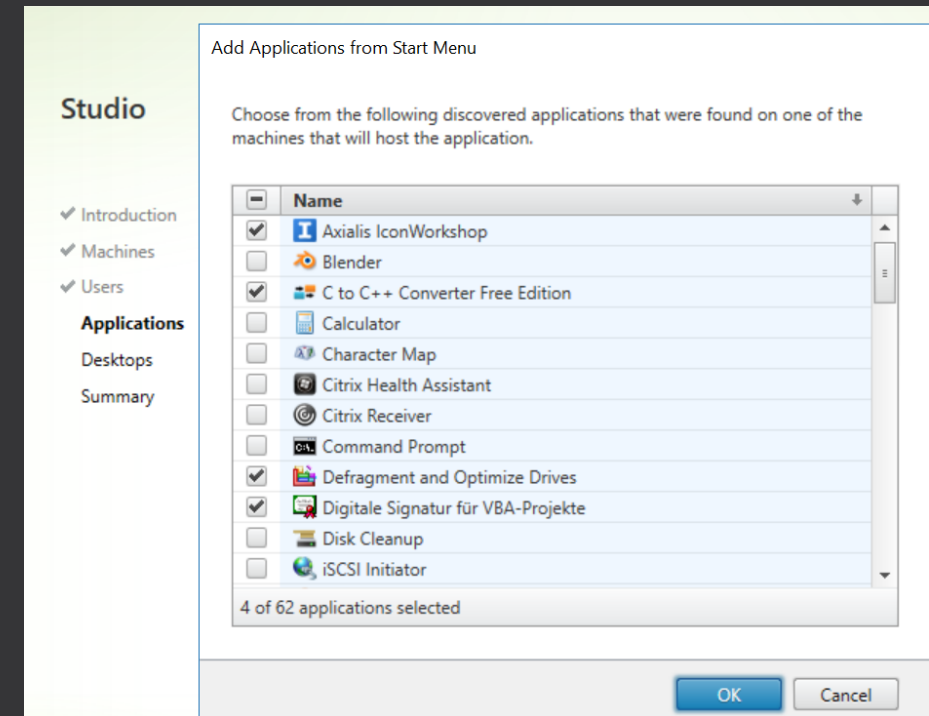 Add Applications from Start Menu
Studio
Choose from the following discovered applications that were found on one of the
machines that will host the application.
Introduction
Machines
Users
Applications
Desktops
Summary
Name
Axialis IconWorkshop
Blender
C to C++ Converter Free Edition
Calculator
Character Map
Citrix Health Assistant
Citrix Receiver
Command Prompt
Defragment and Optimize Drives
Digitale Signatur für VBA-Projekte
Disk Cleanup
iSCSI Initiator
4 of 62 applications selected
OK Cancel